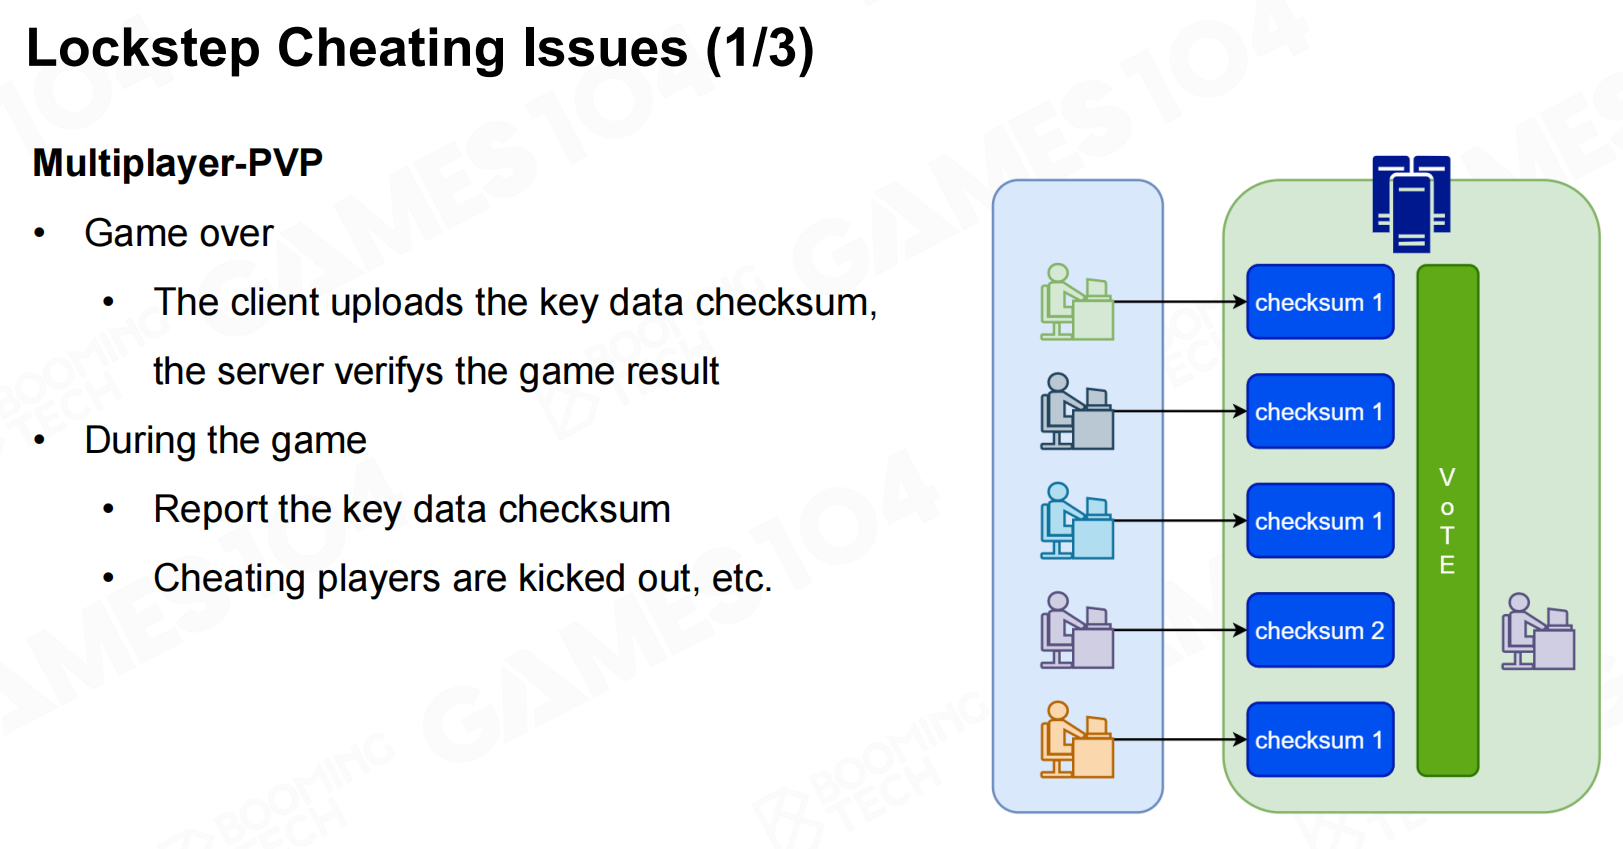 Lockstep Cheating Issues (1/3)
Multiplayer-PVP
• Game over
• The client uploads the key data checksum,
the server verifys the game result
• During the game
• Report the key data checksum
• Cheating players are kicked out, etc.
checksum 1
checksum 1
checksum 1
checksum 2
checksum 1
V
o
T
E
GAMES 104
BOOMING
TECH